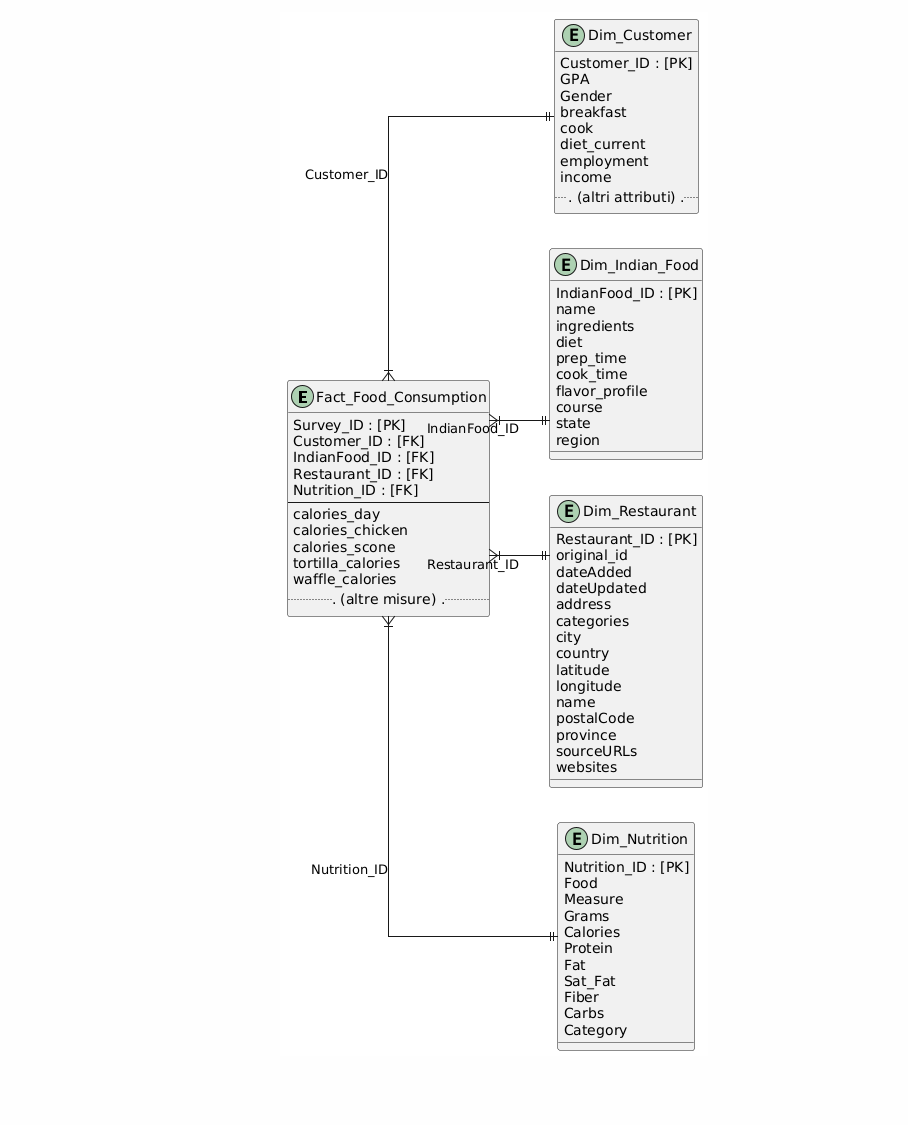 E Dim_Customer
Customer_ID : [PK]
GPA
Gender
breakfast
cook
diet_current
employment
income
. (altri attributi) .
Customer_ID
E Dim_Indian_Food
IndianFood_ID : [PK]
name
ingredients
diet
prep_time
cook_time
flavor_profile
course
state
region
E Fact_Food_Consumption
Survey_ID : [PK]
Customer_ID : [FK]
IndianFood_ID : [FK]
Restaurant_ID : [FK]
Nutrition_ID : [FK]
calories_day
calories_chicken
calories_scone
tortilla_calories
waffle_calories
. (altre misure) .
IndianFood_ID
Restaurant_ID
E Dim_Restaurant
Restaurant_ID : [PK]
original_id
dateAdded
dateUpdated
address
categories
city
country
latitude
longitude
name
postalCode
province
sourceURLs
websites
Nutrition_ID
E Dim_Nutrition
Nutrition_ID : [PK]
Food
Measure
Grams
Calories
Protein
Fat
Sat_Fat
Fiber
Carbs
Category